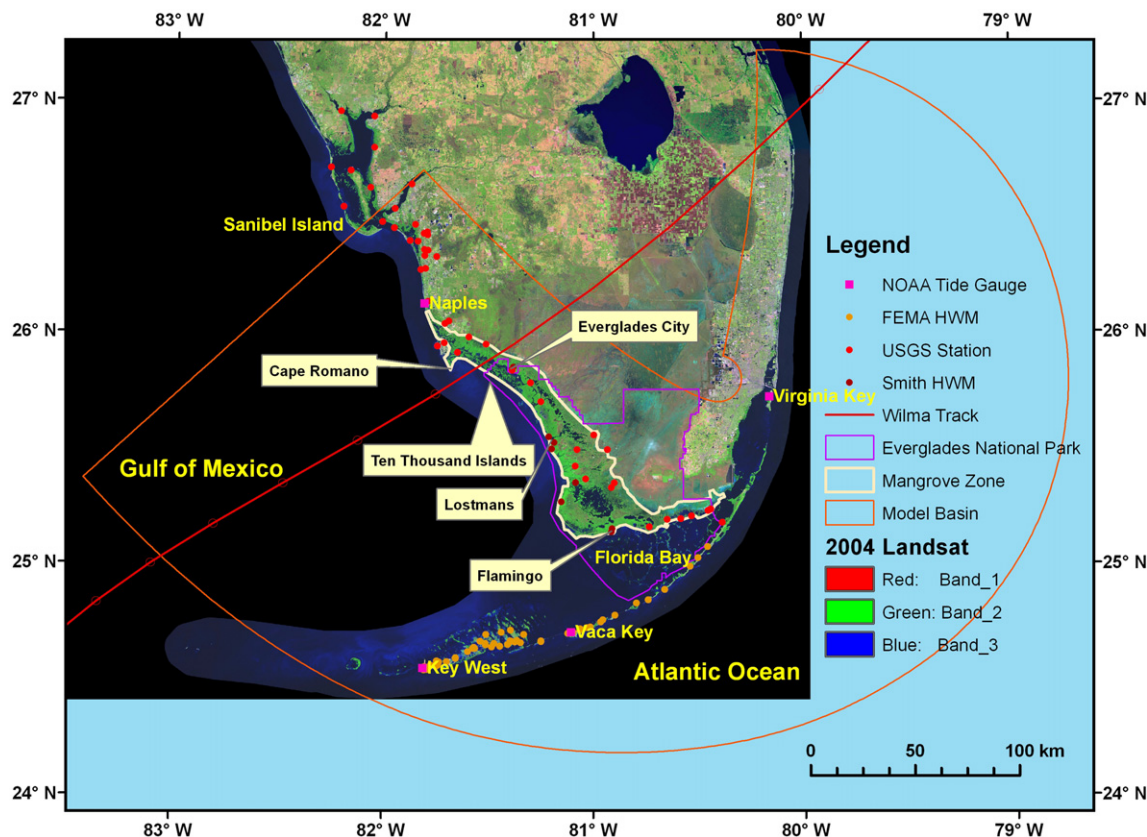 83° W
82° W
81° W
80° W
79° W
27° N
27° N
Sanibel Island
Legend
NOAA Tide Gauge
FEMA HWM
USGS Station
Smith HWM
Wilma Track
Everglades National Park
Mangrove Zone
Model Basin
2004 Landsat
Red: Band_1
Green: Band_2
Blue: Band_3
Naples
26° N
26° N
Everglades City
Cape Romano
Virginia Key
Ten Thousand Islands
Gulf of Mexico
Lostmans
25° N
25° N
Florida Bay
Flamingo
Vaca Key
Key West
Atlantic Ocean
0 50 100 km
24° N
24° N
83° W
82° W
81° W
80° W
79° W